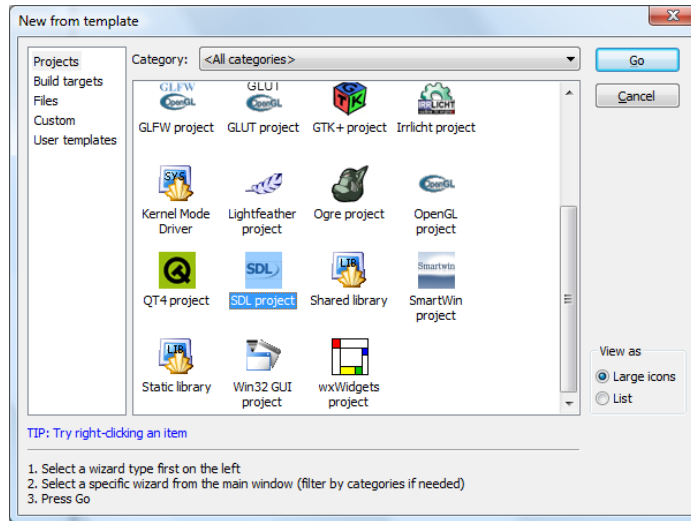 New from template
Projects
Build targets
Files
Custom
User templates
Category:
<All categories>
Go
Cancel
GLFW
OpenGL
GLFW project
GLUT
OpenGL
GLUT project
GTK
GTK+ project
IRRLICHT
Irrlicht project
SYS
Kernel Mode
Driver
Lightfeather
project
Ogre project
OpenGL
OpenGL
project
QT4 project
SDL
SDL project
LIB
Shared library
Smartwin
SmartWin
project
LIB
Static library
Win32 GUI
project
wxWidgets
project
View as
Large icons
List
TIP: Try right-clicking an item
1. Select a wizard type first on the left
2. Select a specific wizard from the main window (filter by categories if needed)
3. Press Go